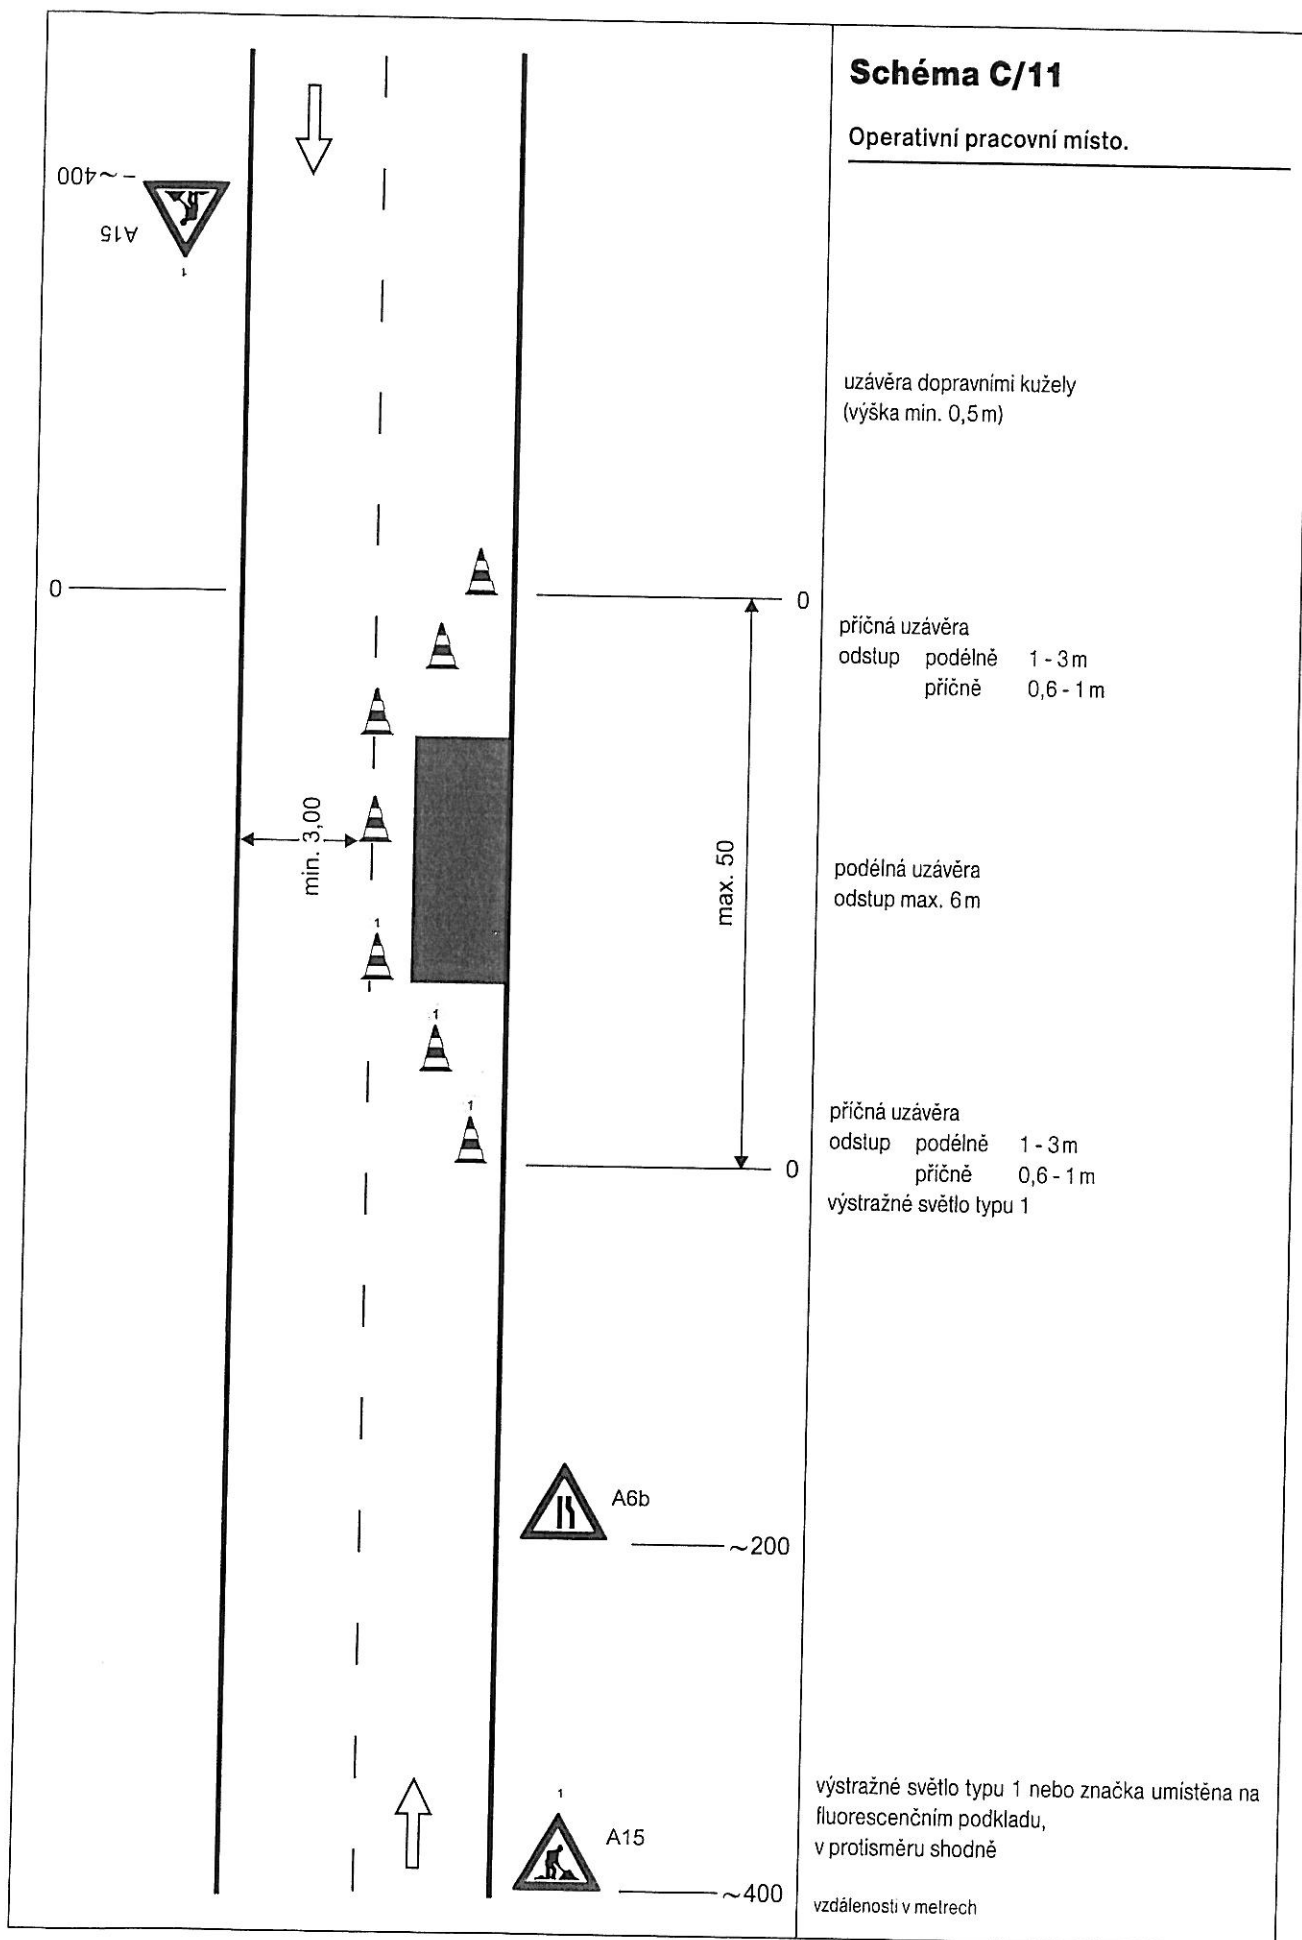 Schéma C/11
Operativní pracovní místo.
~400
A15
1
uzávěra dopravními kužely
(výška min. 0,5 m)
0
0
příčná uzávěra
odstup podélně 1 - 3 m
příčně 0,6 - 1 m
min. 3,00
max. 50
podélná uzávěra
odstup max. 6 m
1
1
1
příčná uzávěra
odstup podélně 1 - 3 m
příčně 0,6 - 1 m
0
výstražné světlo typu 1
A6b
~200
výstražné světlo typu 1 nebo značka umístěna na
fluorescenčním podkladu,
v protisměru shodně
1
A15
~400
vzdálenosti v metrech